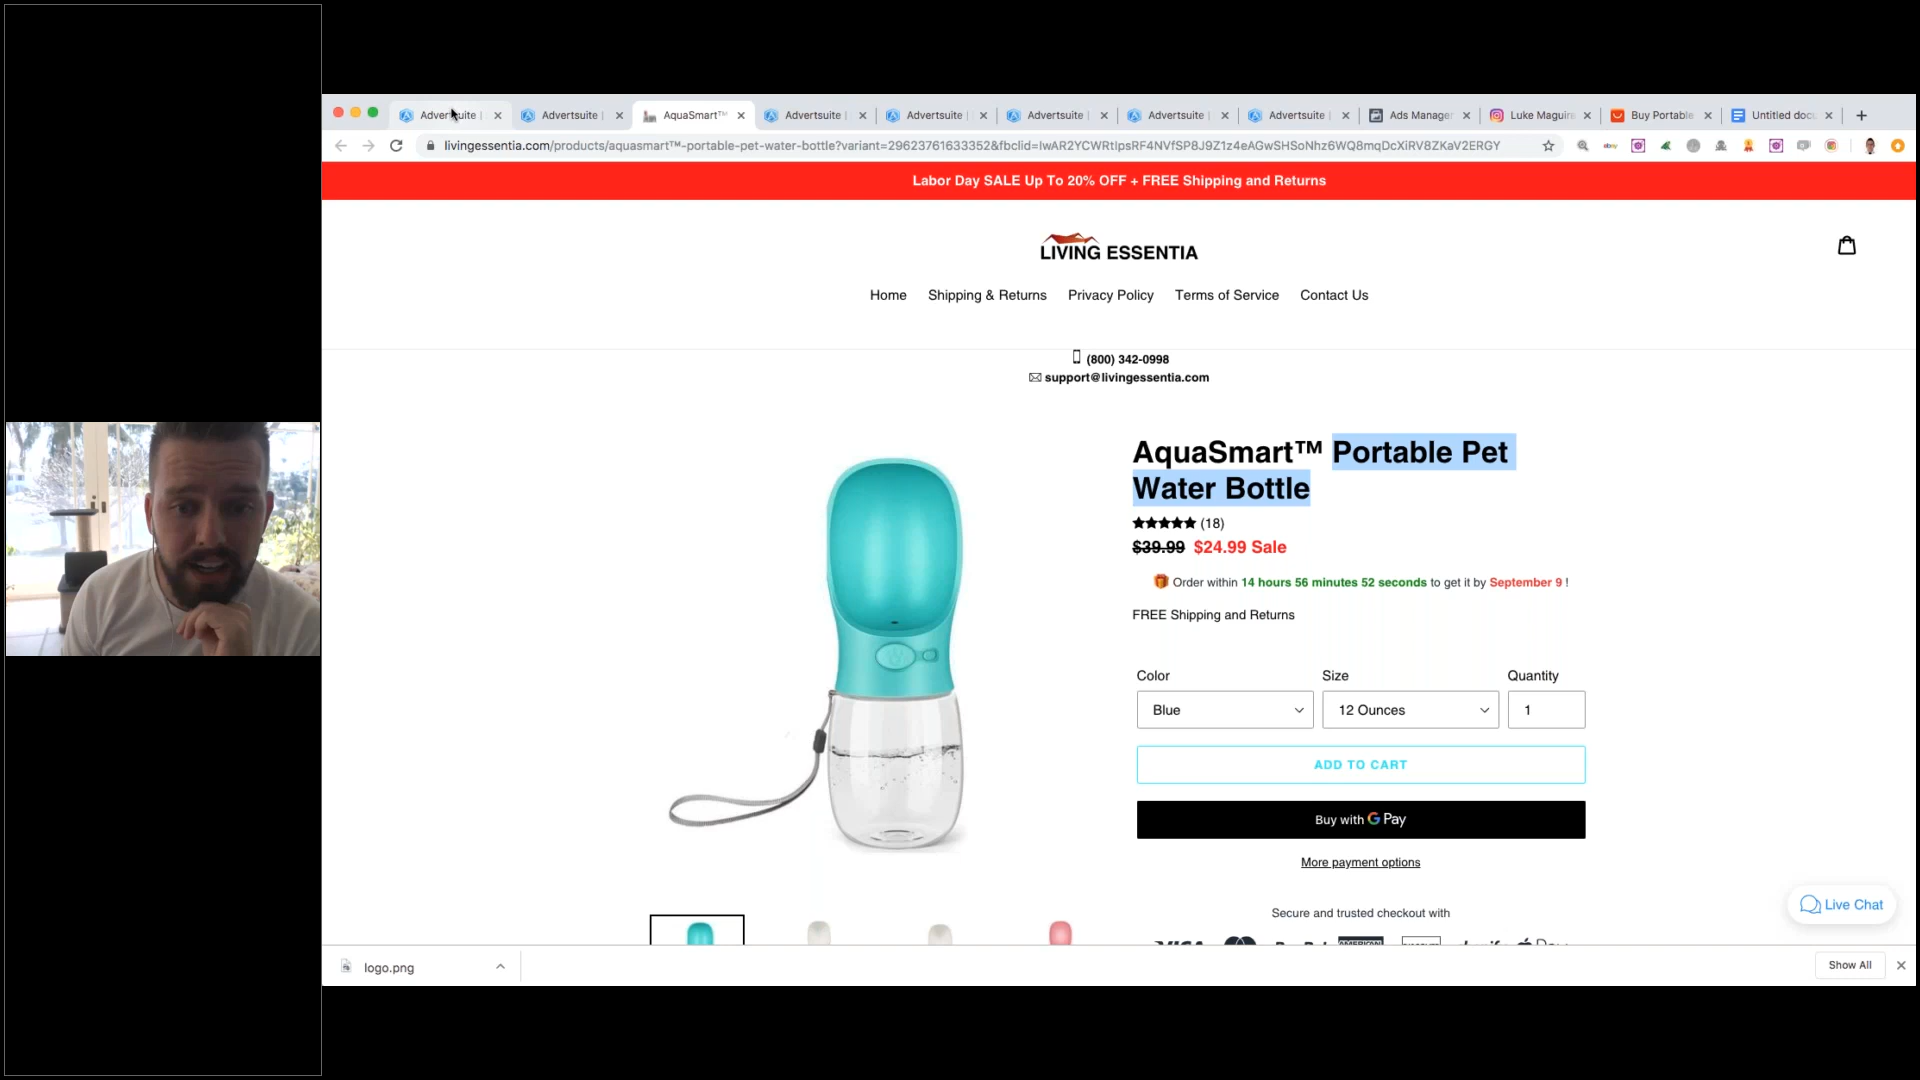 Advertsuite |
Advertsuite |
AquaSmart™
Advertsuite |
Advertsuite |
Advertsuite |
Advertsuite |
Advertsuite |
Ads Manager
Luke Maguire
Buy Portable
Untitled docu
livingessentia.com/products/aquasmart™-portable-pet-water-bottle?variant=29623761633352&fbclid=IwAR2YCWRtIpsRF4NVfSP8J9Z1z4eAGwSHSoNhz6WQ8mqDcXiRV8ZKaV2ERGY
Labor Day SALE Up To 20% OFF + FREE Shipping and Returns
LIVING ESSENTIA
Home Shipping & Returns Privacy Policy Terms of Service Contact Us
(800) 342-0998
support@livingessentia.com
AquaSmart™ Portable Pet
Water Bottle
(18)
$39.99 $24.99 Sale
Order within 14 hours 56 minutes 52 seconds to get it by September 9 !
FREE Shipping and Returns
Color Size Quantity
Blue 12 Ounces 1
ADD TO CART
Buy with G Pay
More payment options
Secure and trusted checkout with
VISA
Live Chat
logo.png
Show All